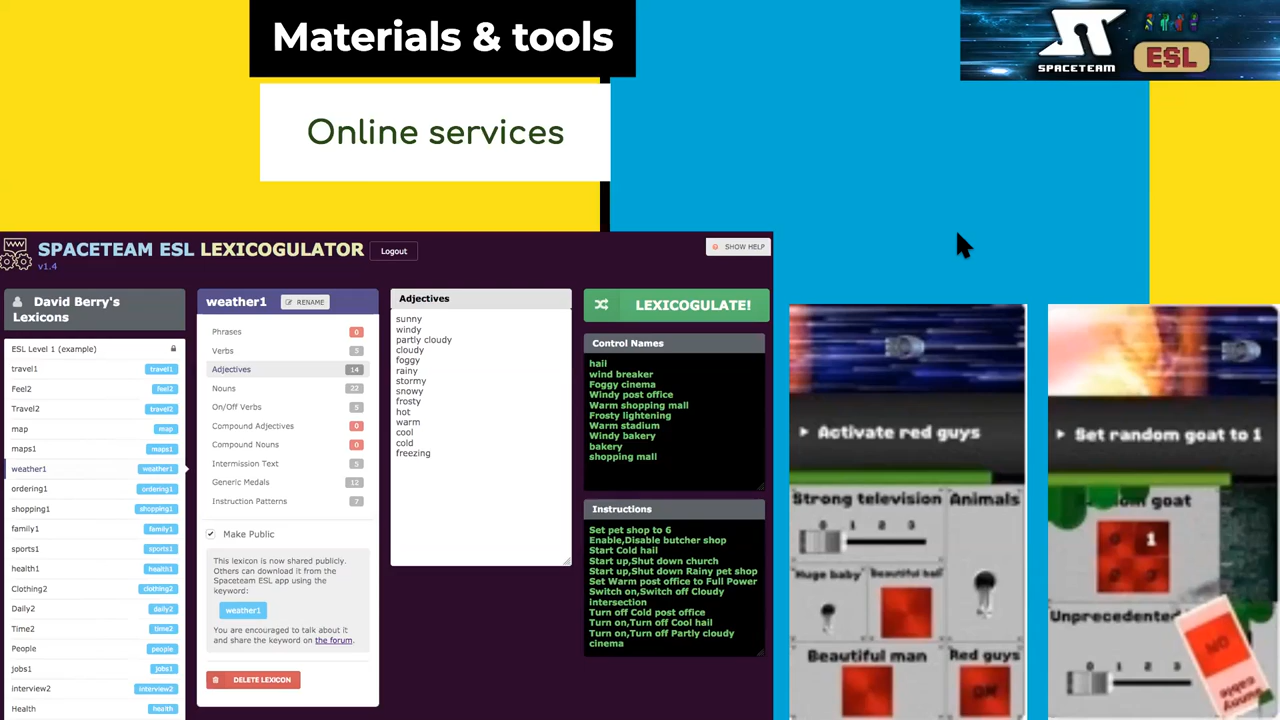 Materials & tools
SPACETEAM
ESL
Online services
SPACETEAM ESL LEXICOGULATOR
v1.4
Logout
SHOW HELP
David Berry's
Lexicons
ESL Level 1 (example)
travel1 travel1
Feel2 feel2
Travel2 travel2
map map
maps1 maps1
weather1 weather1
ordering1 ordering1
shopping1 shopping1
family1 family1
sports1 sports1
health1 health1
Clothing2 clothing2
Daily2 daily2
Time2 time2
People people
jobs1 jobs1
interview2 interview2
Health health
weather1 RENAME
Phrases 0
Verbs 5
Adjectives 14
Nouns 22
On/Off Verbs 5
Compound Adjectives 0
Compound Nouns 0
Intermission Text 5
Generic Medals 12
Instruction Patterns 7
Make Public
This lexicon is now shared publicly.
Others can download it from the
Spaceteam ESL app using the
keyword:
weather1
You are encouraged to talk about it
and share the keyword on the forum.
DELETE LEXICON
Adjectives
sunny
windy
partly cloudy
cloudy
foggy
rainy
stormy
snowy
frosty
hot
warm
cool
cold
freezing
LEXICOGULATE!
Control Names
hail
wind breaker
Foggy cinema
Windy post office
Warm shopping mall
Frosty lightening
Warm stadium
Windy bakery
bakery
shopping mall
Instructions
Set pet shop to 6
Enable,Disable butcher shop
Start Cold hail
Start up,Shut down church
Start up,Shut down Rainy pet shop
Set Warm post office to Full Power
Switch on,Switch off Cloudy
intersection
Turn off Cold post office
Turn on,Turn off Cool hail
Turn on,Turn off Partly cloudy
cinema
Activate red guys
Strong television Animals
0 1 2 3
Huge baby Beautiful ball
Beautiful man Red guys
ON
Set random goat to 1
goat
0 1
Unprecedented
0 1 2 3
NO